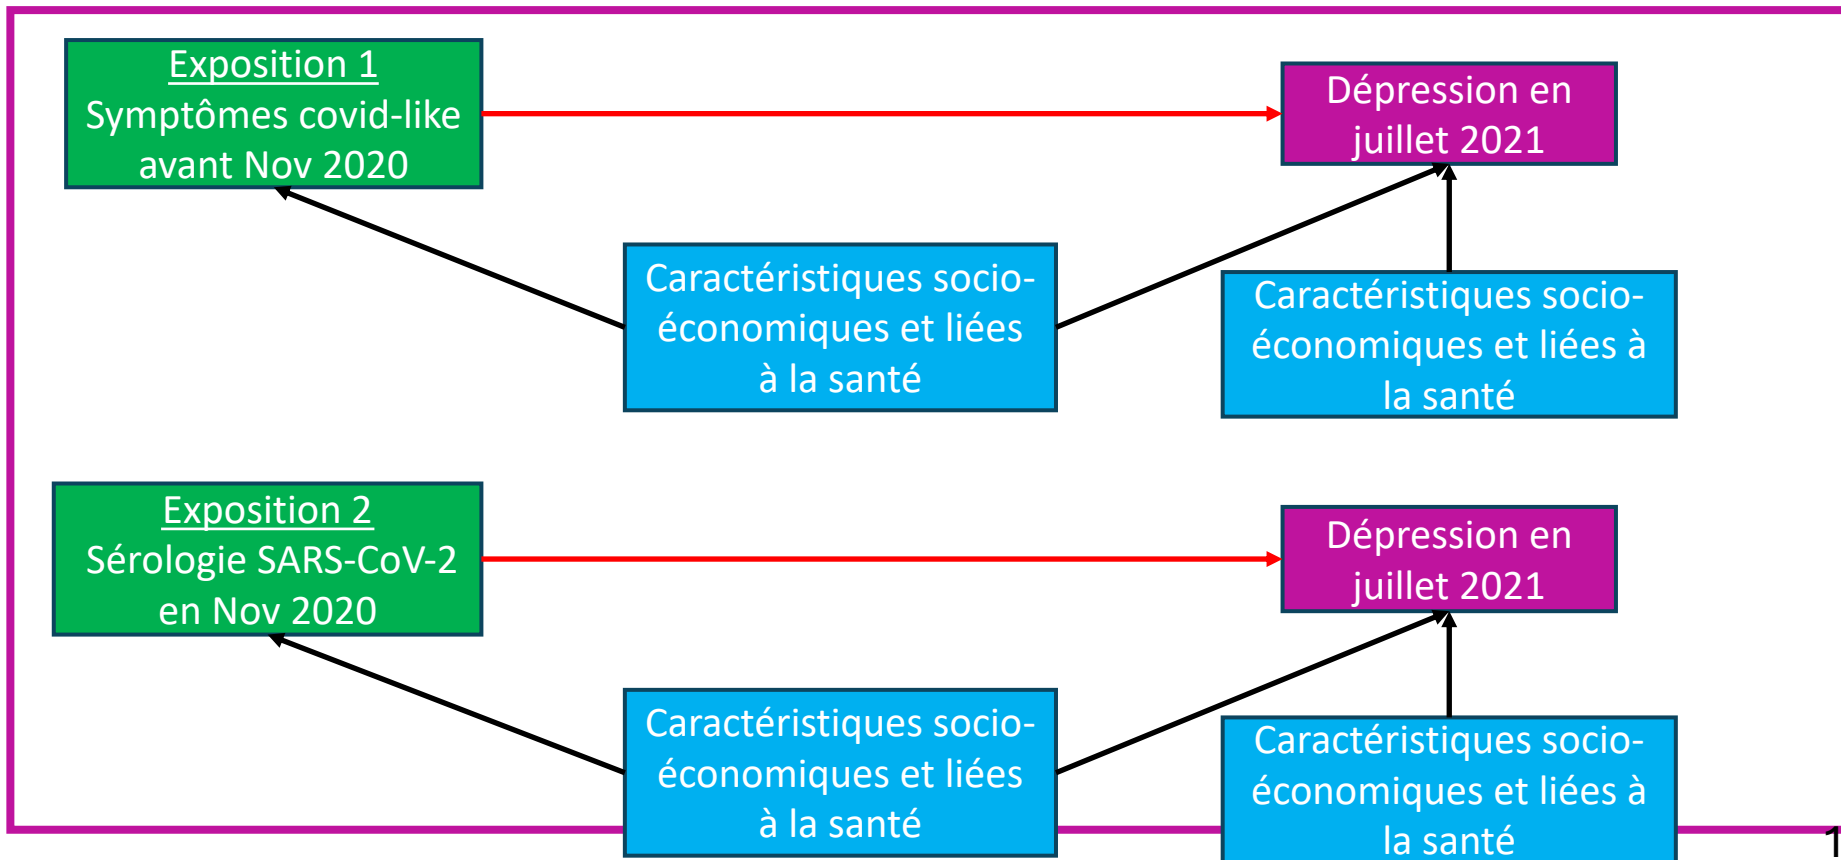 Exposition 1
Symptômes covid-like
avant Nov 2020
Dépression en
juillet 2021
Caractéristiques socio-
économiques et liées
à la santé
Caractéristiques socio-
économiques et liées à
la santé
Exposition 2
Sérologie SARS-CoV-2
en Nov 2020
Dépression en
juillet 2021
Caractéristiques socio-
économiques et liées
à la santé
Caractéristiques socio-
économiques et liées à
la santé
1